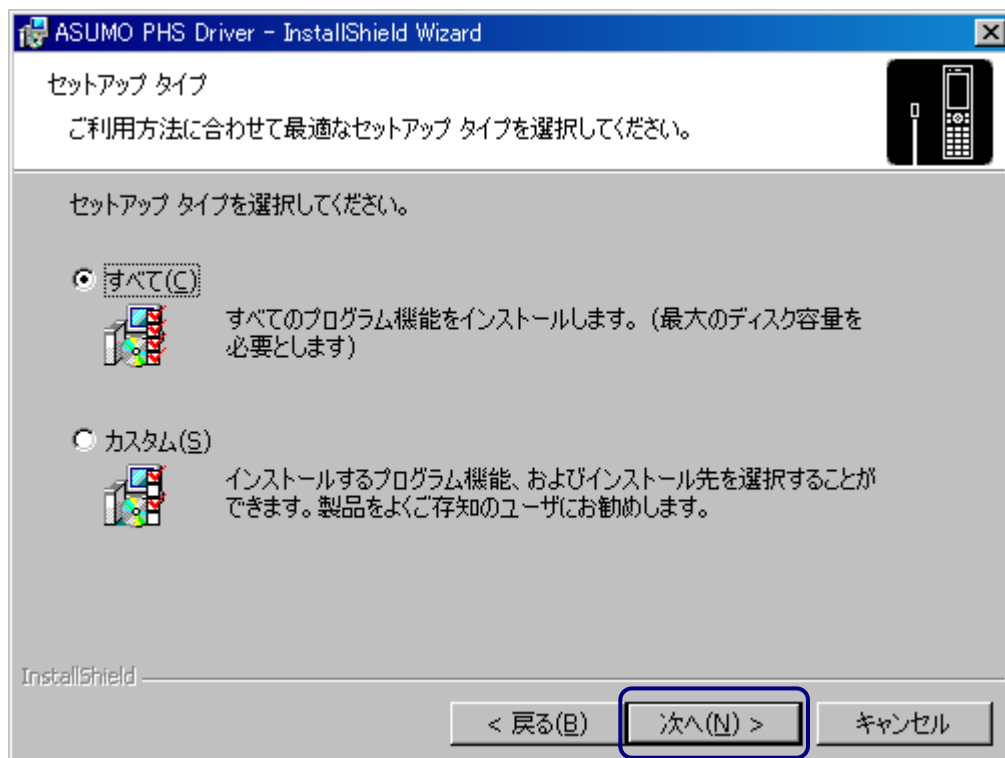 ASUMO PHS Driver - InstallShield Wizard
セットアップ タイプ
ご利用方法に合わせて最適なセットアップ タイプを選択してください。
セットアップ タイプを選択してください。
すべて(C)
すべてのプログラム機能をインストールします。(最大のディスク容量を
必要とします)
カスタム(S)
インストールするプログラム機能、およびインストール先を選択することが
できます。製品をよくご存知のユーザにお勧めします。
InstallShield
< 戻る(B) 次へ(N) > キャンセル